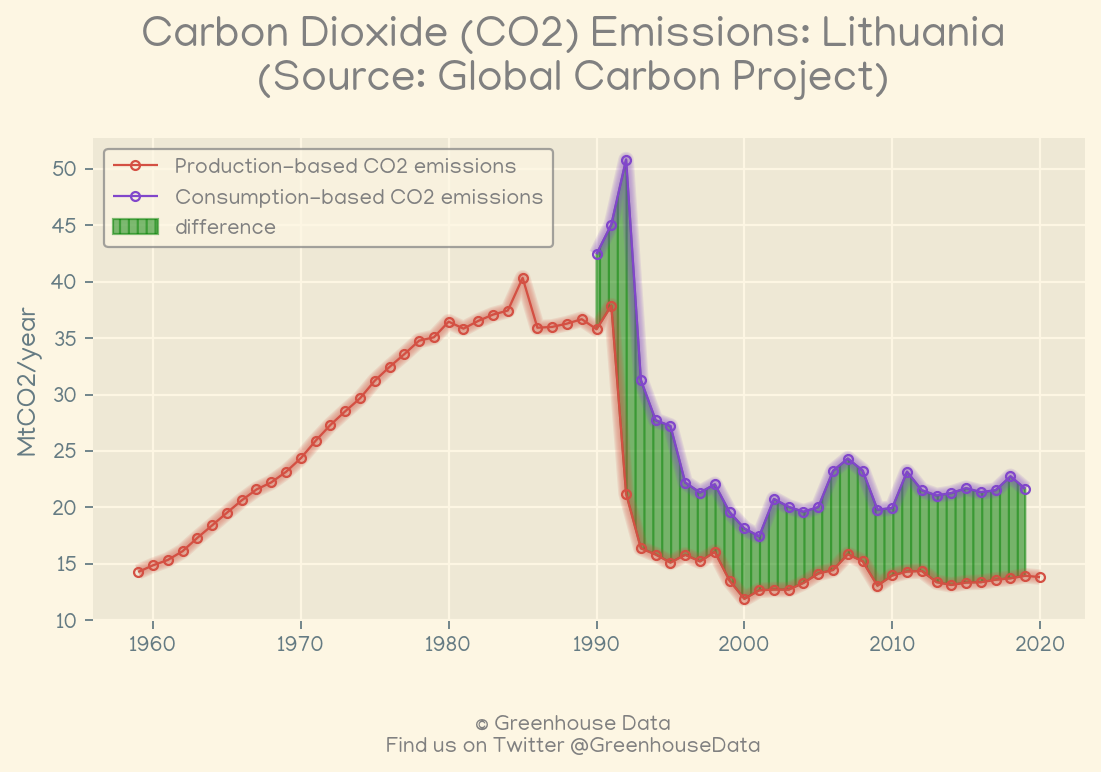 Carbon Dioxide (CO2) Emissions: Lithuania
(Source: Global Carbon Project)
Production-based CO2 emissions
Consumption-based CO2 emissions
difference
MtCO2/year
50
45
40
35
30
25
20
15
10
1960 1970 1980 1990 2000 2010 2020
© Greenhouse Data
Find us on Twitter @GreenhouseData